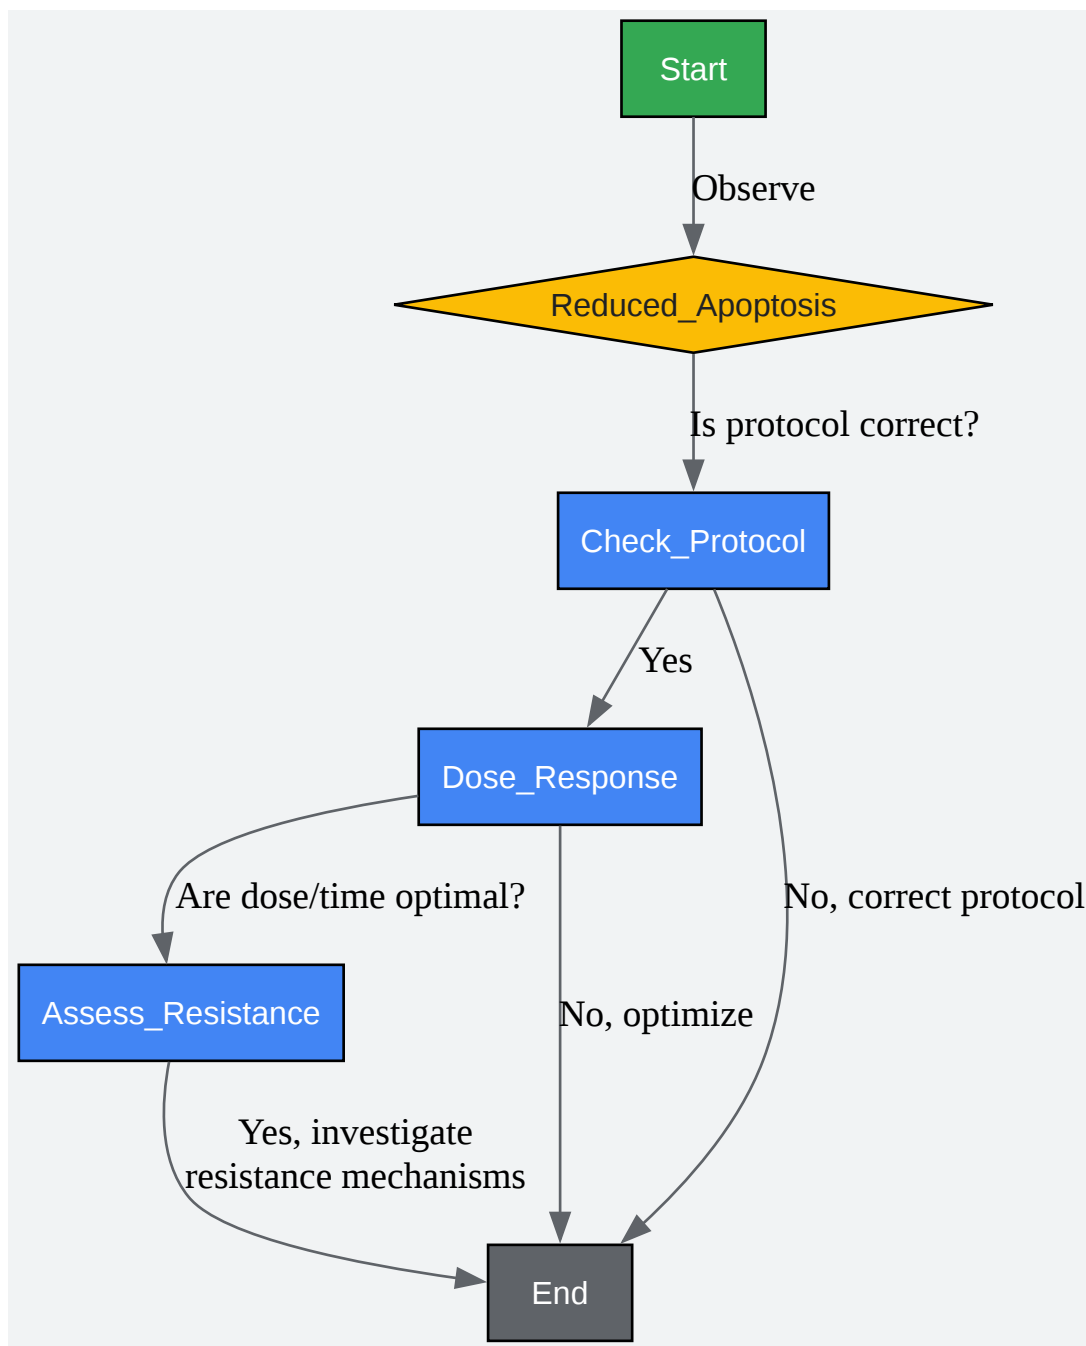 Start
Observe
Reduced_Apoptosis
Is protocol correct?
Check_Protocol
Yes
Dose_Response
Are dose/time optimal?
No, correct protocol
Assess_Resistance
No, optimize
Yes, investigate
resistance mechanisms
End